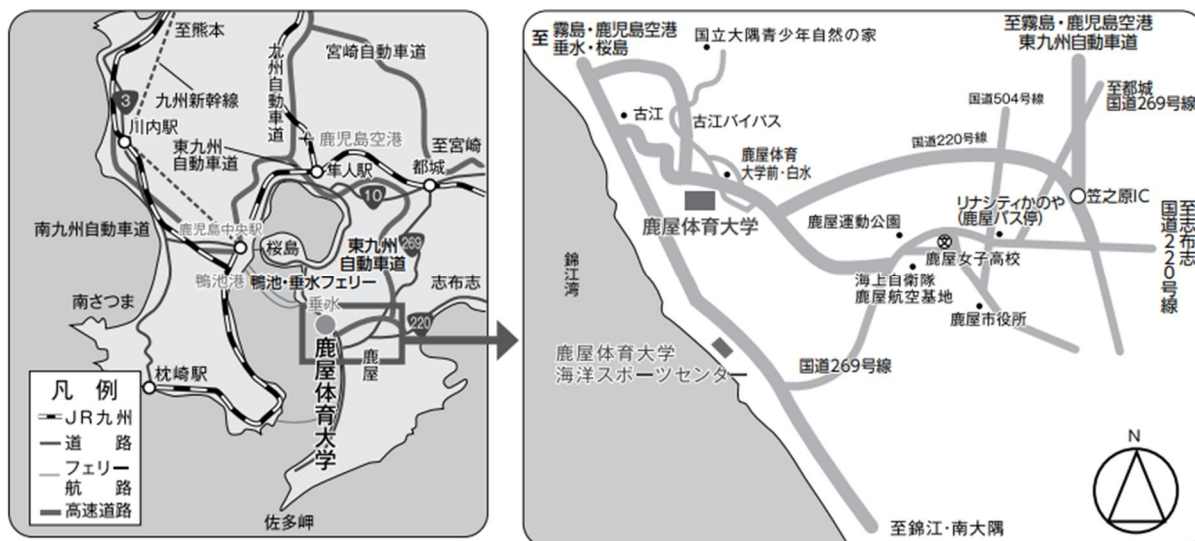 至熊本
九州自動車道
宮崎自動車道
3
九州新幹線
川内駅
鹿児島空港
東九州
自動車道
至宮崎
隼人駅
都城
10
南九州自動車道
鹿児島中央駅
桜島
東九州
自動車道
269
鴨池港
鴨池・垂水フェリー
志布志
南さつま
垂水
220
鹿屋
鹿屋体育大学
枕崎駅
凡例
JR九州
道路
フェリー
航路
高速道路
佐多岬
至 霧島・鹿児島空港
垂水・桜島
国立大隅青少年自然の家
至霧島・鹿児島空港
東九州自動車道
至都城
国道269号線
国道504号線
古江
古江バイパス
国道220号線
鹿屋体育
大学前・白水
鹿屋体育大学
リナシティかのや
(鹿屋バス停)
笠之原IC
至志布志
国道220号線
鹿屋運動公園
文
鹿屋女子高校
錦江湾
海上自衛隊
鹿屋航空基地
鹿屋市役所
鹿屋体育大学
海洋スポーツセンター
国道269号線
N
至錦江・南大隅